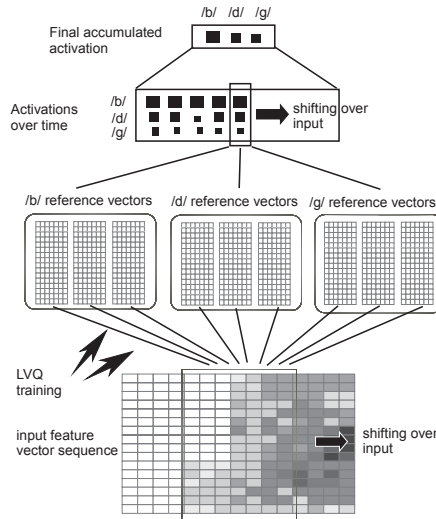 /b/ /d/ /g/
Final accumulated
activation
Activations
over time
/b/
/d/
/g/
shifting over
input
/b/ reference vectors
/d/ reference vectors
/g/ reference vectors
LVQ
training
input feature
vector sequence
shifting over
input